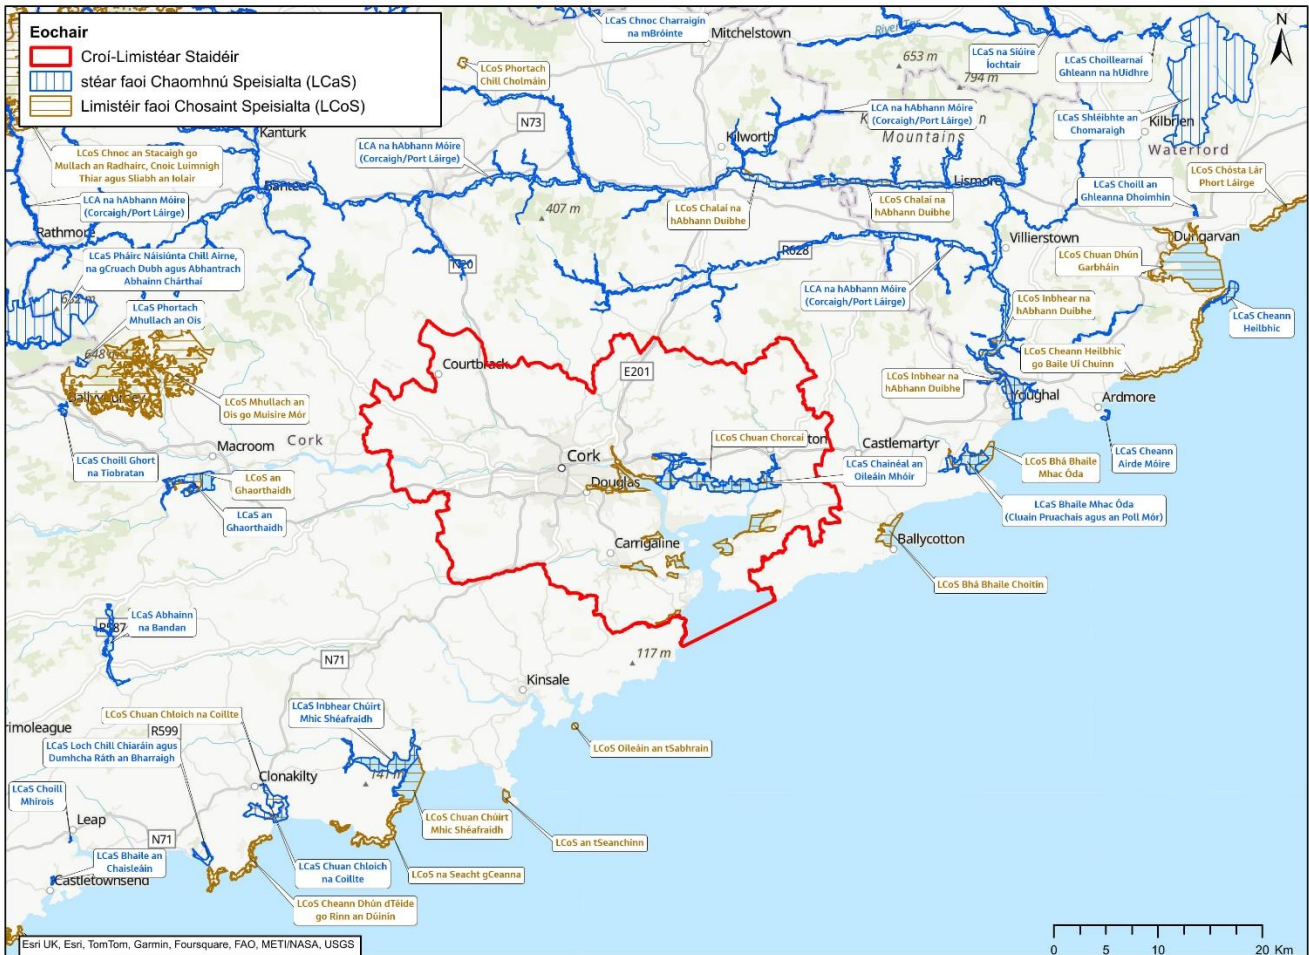 Eochair
Croí-Limistéar Staidéir
stéar faoi Chaomhnú Speisialta (LCaS)
Limistéir faoi Chosaint Speisialta (LCoS)
N
LCaS Chnoc Charraigín
na mBróinte
Mitchelstown
River
653 m
794 m
LCaS na Siúire
Íochtair
LCaS Choillearnaí
Ghleann na hUidhre
LCoS Phortach
Chill Cholmáin
N73
Kilworth
LCA na hAbhann Móire
(Corcaigh/Port Láirge)
Mountains
LCaS Shléibhte an
Chomaraigh
Kilbrien
Waterford
Kanturk
LCoS Chnoc an Stacaigh go
Mullach an Radhairc, Cnoic Luimnigh
Thiar agus Sliabh an Iolair
LCA na hAbhann Móire
(Corcaigh/Port Láirge)
Banteer
LCA na hAbhann Móire
(Corcaigh/Port Láirge)
407 m
LCoS Chalaí na
hAbhann Duibhe
LCoS Chalaí na
hAbhann Duibhe
Lismore
LCaS Choill an
Ghleanna Dhoimhin
LCoS Chósta Lár
Phort Láirge
Rathmore
LCaS Pháirc Náisiúnta Chill Airne,
na gCruach Dubh agus Abhantrach
Abhainn Chárthaí
N20
R628
Villierstown
Dungarvan
LCoS Chuan Dhún
Garbháin
LCA na hAbhann Móire
(Corcaigh/Port Láirge)
LCoS Inbhear na
hAbhann Duibhe
LCaS Cheann
Heilbhic
LCaS Phortach
Mhullach an Ois
648 m
Courtbrack
E201
LCoS Cheann Heilbhic
go Baile Uí Chuinn
LCoS Inbhear na
hAbhann Duibhe
Youghal
Ardmore
Ballyvourney
LCoS Mhullach an
Ois go Muisire Mór
Macroom
Cork
LCaS Choill Ghort
na Tiobratan
LCoS an
Ghaorthaidh
LCaS an
Ghaorthaidh
Cork
Douglas
LCoS Chuan Chorcaí
ton
Castlemartyr
LCaS Chainéal an
Oileáin Mhóir
LCoS Bhá Bhaile
Mhac Óda
LCaS Cheann
Airde Móire
LCaS Bhaile Mhac Óda
(Cluain Pruachais agus an Poll Mór)
Carrigaline
Ballycotton
LCoS Bhá Bhaile Choitín
LCaS Abhainn
na Bandan
R587
N71
117 m
Kinsale
LCoS Chuan Chloich na Coillte
LCaS Inbhear Chúirt
Mhic Shéafraidh
rimoleague
R599
LCaS Loch Chill Chiaráin agus
Dumhcha Ráth an Bharraigh
LCoS Oileáin an tSabhrain
Clonakilty
141 m
LCaS Choill
Mhirois
Leap
LCoS Chuan Chúirt
Mhic Shéafraidh
LCoS an tSeanchinn
N71
LCaS Bhaile an
Chaisleáin
Castletownsend
LCaS Chuan Chloich
na Coillte
LCoS na Seacht gCeanna
LCoS Cheann Dhún dTéide
go Rinn an Dúinín
Esri UK, Esri, TomTom, Garmin, Foursquare, FAO, METI/NASA, USGS
0 5 10 20 Km